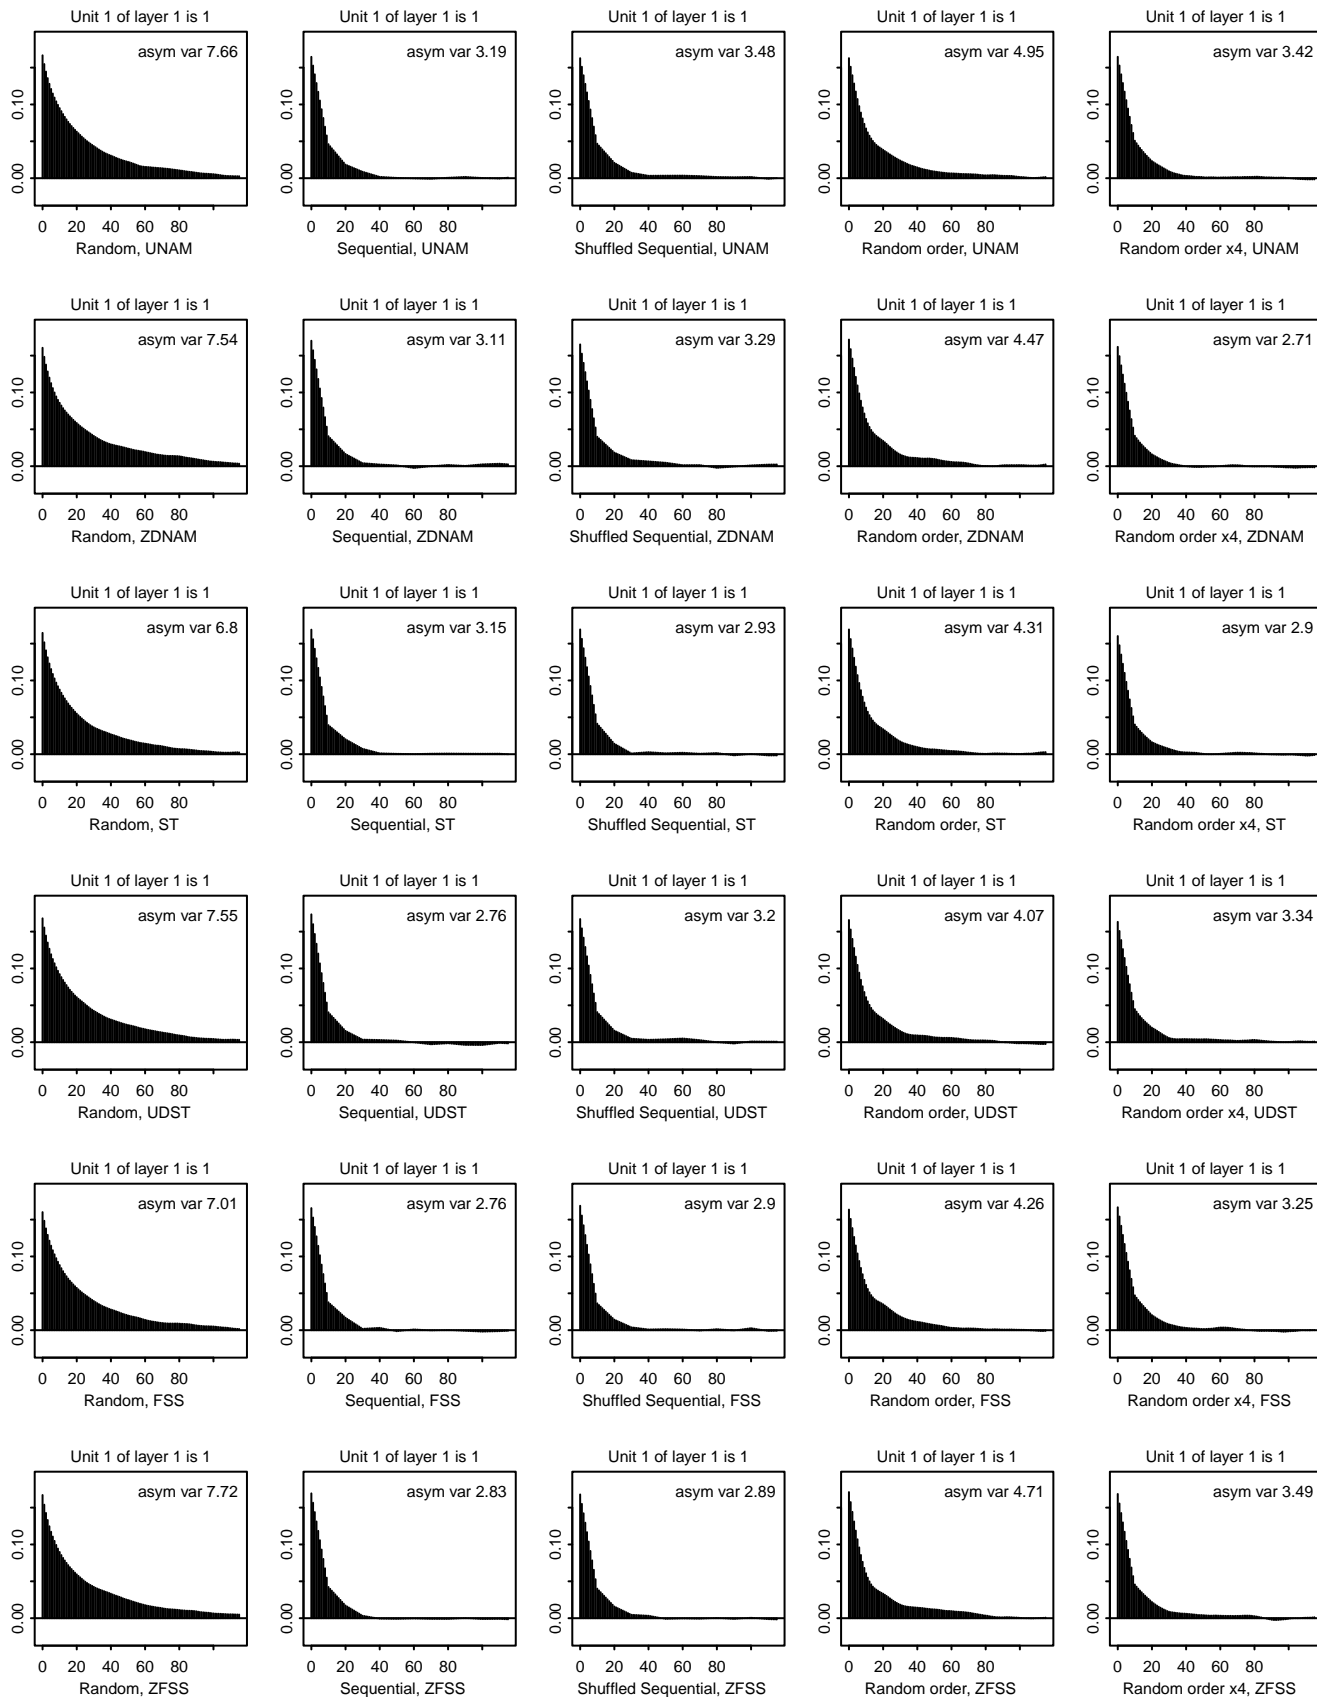 Unit 1 of layer 1 is 1 Unit 1 of layer 1 is 1 Unit 1 of layer 1 is 1 Unit 1 of layer 1 is 1 Unit 1 of layer 1 is 1
asym var 7.66 asym var 3.19 asym var 3.48 asym var 4.95 asym var 3.42
0.10 0.10 0.10 0.10 0.10
0.00 0.00 0.00 0.00 0.00
0 20 40 60 80 0 20 40 60 80 0 20 40 60 80 0 20 40 60 80 0 20 40 60 80
Random, UNAM Sequential, UNAM Shuffled Sequential, UNAM Random order, UNAM Random order x4, UNAM
Unit 1 of layer 1 is 1 Unit 1 of layer 1 is 1 Unit 1 of layer 1 is 1 Unit 1 of layer 1 is 1 Unit 1 of layer 1 is 1
asym var 7.54 asym var 3.11 asym var 3.29 asym var 4.47 asym var 2.71
0.10 0.10 0.10 0.10 0.10
0.00 0.00 0.00 0.00 0.00
0 20 40 60 80 0 20 40 60 80 0 20 40 60 80 0 20 40 60 80 0 20 40 60 80
Random, ZDNAM Sequential, ZDNAM Shuffled Sequential, ZDNAM Random order, ZDNAM Random order x4, ZDNAM
Unit 1 of layer 1 is 1 Unit 1 of layer 1 is 1 Unit 1 of layer 1 is 1 Unit 1 of layer 1 is 1 Unit 1 of layer 1 is 1
asym var 6.8 asym var 3.15 asym var 2.93 asym var 4.31 asym var 2.9
0.10 0.10 0.10 0.10 0.10
0.00 0.00 0.00 0.00 0.00
0 20 40 60 80 0 20 40 60 80 0 20 40 60 80 0 20 40 60 80 0 20 40 60 80
Random, ST Sequential, ST Shuffled Sequential, ST Random order, ST Random order x4, ST
Unit 1 of layer 1 is 1 Unit 1 of layer 1 is 1 Unit 1 of layer 1 is 1 Unit 1 of layer 1 is 1 Unit 1 of layer 1 is 1
asym var 7.55 asym var 2.76 asym var 3.2 asym var 4.07 asym var 3.34
0.10 0.10 0.10 0.10 0.10
0.00 0.00 0.00 0.00 0.00
0 20 40 60 80 0 20 40 60 80 0 20 40 60 80 0 20 40 60 80 0 20 40 60 80
Random, UDST Sequential, UDST Shuffled Sequential, UDST Random order, UDST Random order x4, UDST
Unit 1 of layer 1 is 1 Unit 1 of layer 1 is 1 Unit 1 of layer 1 is 1 Unit 1 of layer 1 is 1 Unit 1 of layer 1 is 1
asym var 7.01 asym var 2.76 asym var 2.9 asym var 4.26 asym var 3.25
0.10 0.10 0.10 0.10 0.10
0.00 0.00 0.00 0.00 0.00
0 20 40 60 80 0 20 40 60 80 0 20 40 60 80 0 20 40 60 80 0 20 40 60 80
Random, FSS Sequential, FSS Shuffled Sequential, FSS Random order, FSS Random order x4, FSS
Unit 1 of layer 1 is 1 Unit 1 of layer 1 is 1 Unit 1 of layer 1 is 1 Unit 1 of layer 1 is 1 Unit 1 of layer 1 is 1
asym var 7.72 asym var 2.83 asym var 2.89 asym var 4.71 asym var 3.49
0.10 0.10 0.10 0.10 0.10
0.00 0.00 0.00 0.00 0.00
0 20 40 60 80 0 20 40 60 80 0 20 40 60 80 0 20 40 60 80 0 20 40 60 80
Random, ZFSS Sequential, ZFSS Shuffled Sequential, ZFSS Random order, ZFSS Random order x4, ZFSS